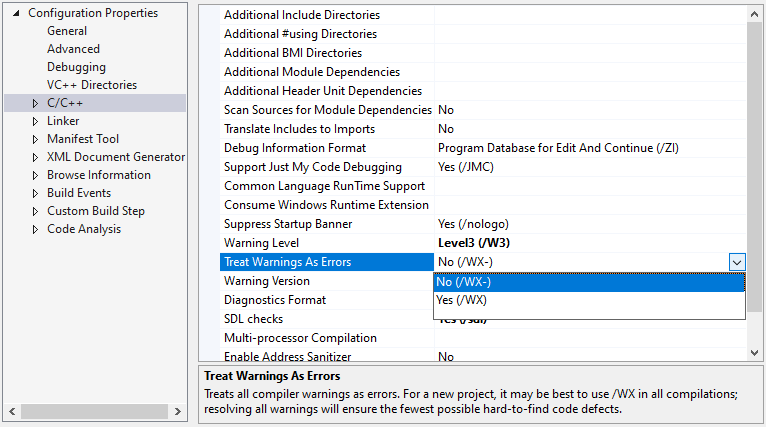 Configuration Properties
General
Advanced
Debugging
VC++ Directories
C/C++
Linker
Manifest Tool
XML Document Generator
Browse Information
Build Events
Custom Build Step
Code Analysis
Additional Include Directories
Additional #using Directories
Additional BMI Directories
Additional Module Dependencies
Additional Header Unit Dependencies
Scan Sources for Module Dependencies No
Translate Includes to Imports No
Debug Information Format Program Database for Edit And Continue (/ZI)
Support Just My Code Debugging Yes (/JMC)
Common Language RunTime Support
Consume Windows Runtime Extension
Suppress Startup Banner Yes (/nologo)
Warning Level Level3 (/W3)
Treat Warnings As Errors No (/WX-)
Warning Version No (/WX-)
Diagnostics Format Yes (/WX)
SDL checks Yes (/sdl)
Multi-processor Compilation
Enable Address Sanitizer No
Treat Warnings As Errors
Treats all compiler warnings as errors. For a new project, it may be best to use /WX in all compilations;
resolving all warnings will ensure the fewest possible hard-to-find code defects.